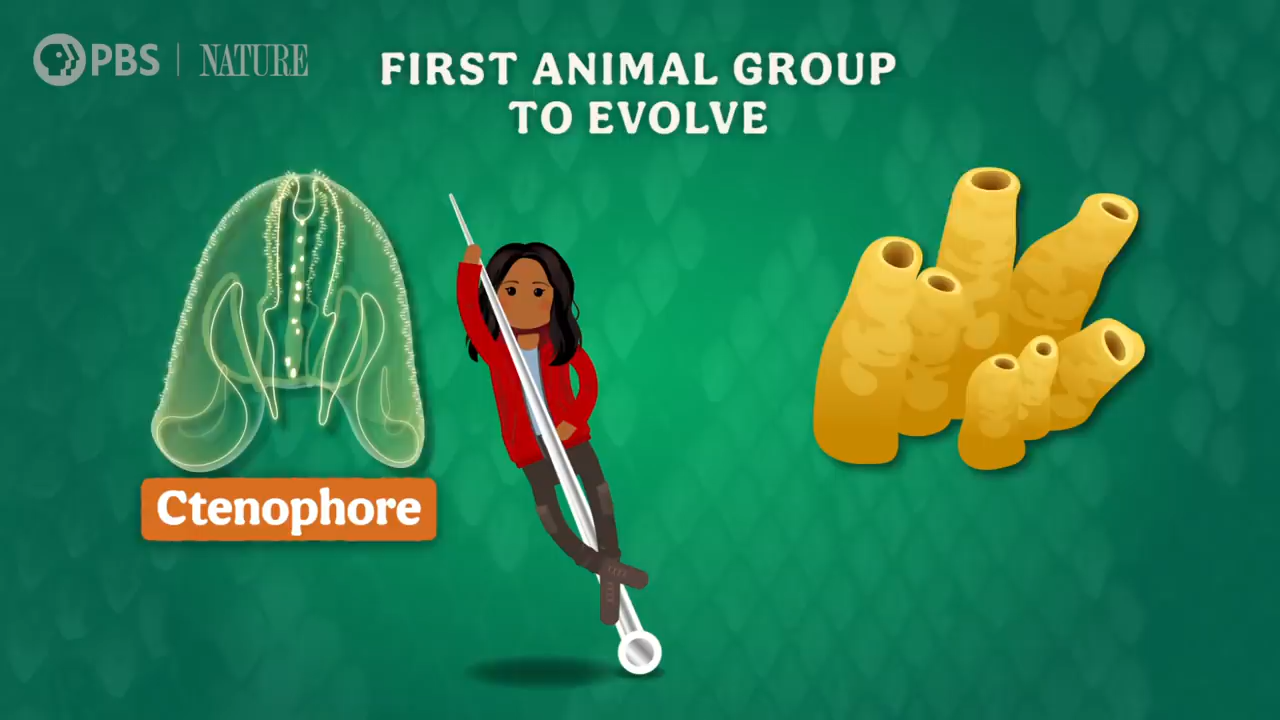 PBS | NATURE
FIRST ANIMAL GROUP
TO EVOLVE
Ctenophore